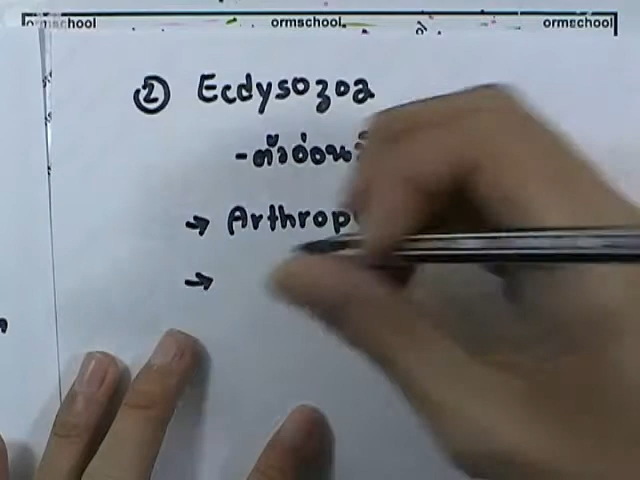 ormschool ormschool. ormschool
② Ecdysozoa
-ตัวอ่อน
→ Arthrop
→